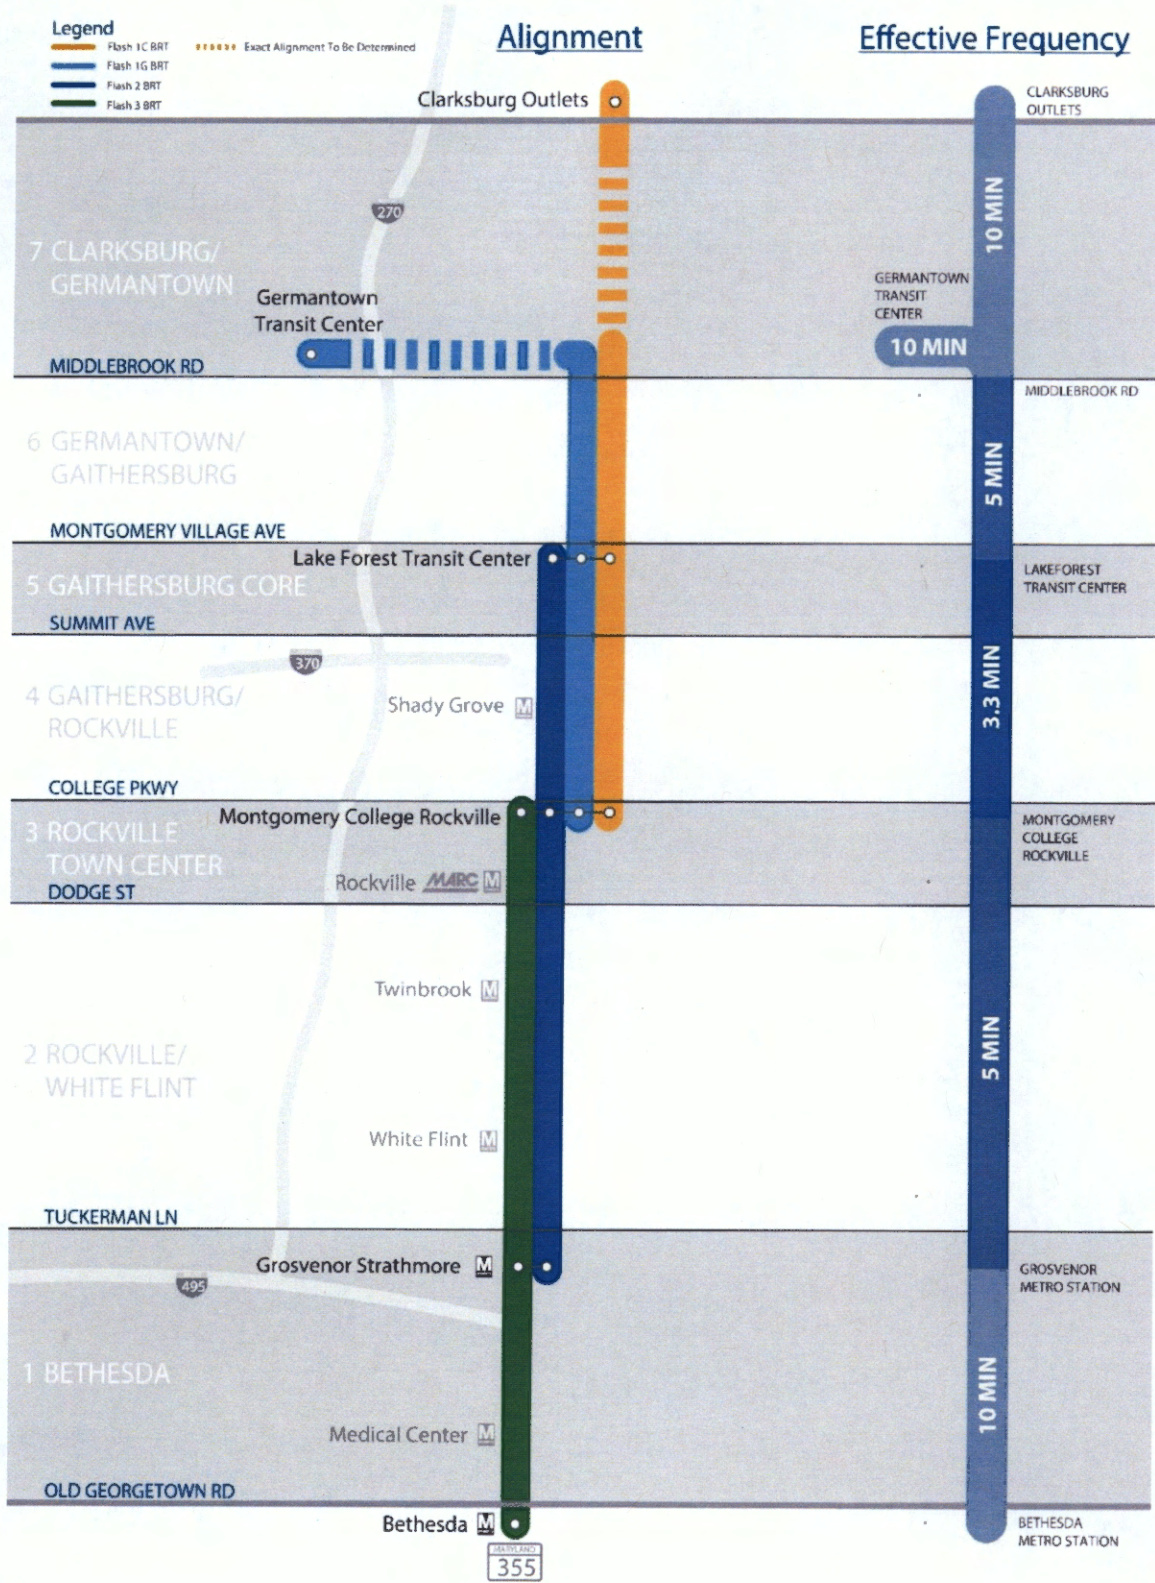 Legend
Flash 1C BRT
Exact Alignment To Be Determined
Flash 1G BRT
Flash 2 BRT
Flash 3 BRT
Alignment
Effective Frequency
Clarksburg Outlets
CLARKSBURG
OUTLETS
270
10 MIN
7 CLARKSBURG/
GERMANTOWN
Germantown
Transit Center
GERMANTOWN
TRANSIT
CENTER
10 MIN
MIDDLEBROOK RD
MIDDLEBROOK RD
6 GERMANTOWN/
GAITHERSBURG
5 MIN
MONTGOMERY VILLAGE AVE
Lake Forest Transit Center
LAKEFOREST
TRANSIT CENTER
5 GAITHERSBURG CORE
SUMMIT AVE
370
4 GAITHERSBURG/
ROCKVILLE
Shady Grove M
3.3 MIN
COLLEGE PKWY
Montgomery College Rockville
MONTGOMERY
COLLEGE
ROCKVILLE
3 ROCKVILLE
TOWN CENTER
Rockville MARC M
DODGE ST
Twinbrook M
2 ROCKVILLE/
WHITE FLINT
5 MIN
White Flint M
TUCKERMAN LN
Grosvenor Strathmore M
GROSVENOR
METRO STATION
495
1 BETHESDA
10 MIN
Medical Center M
OLD GEORGETOWN RD
Bethesda M
BETHESDA
METRO STATION
MARYLAND
355